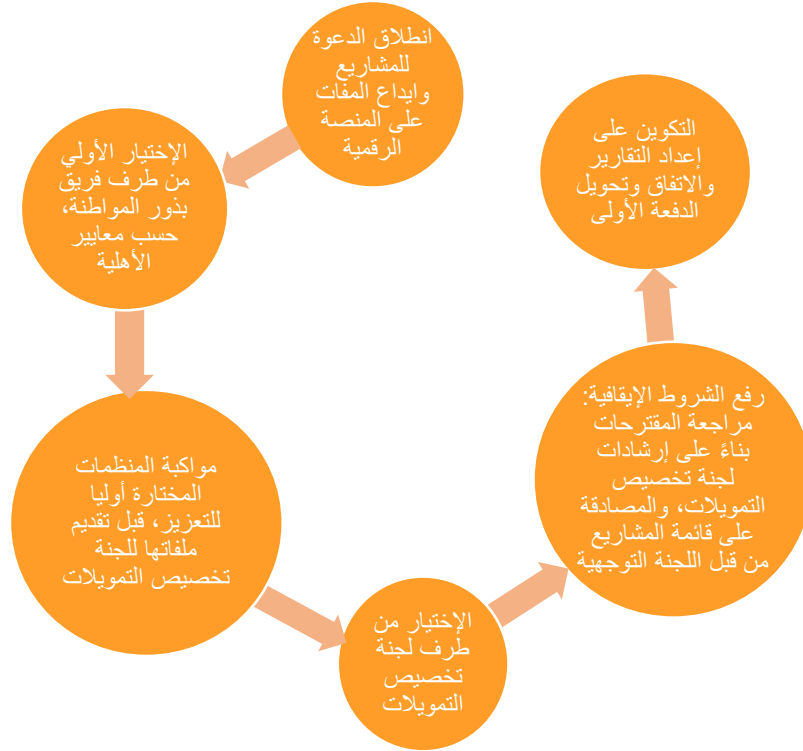 انطلاق الدعوة
للمشاريع
وايداع المفات
على المنصة
الرقمية
الإختيار الأولي
من طرف فريق
بذور المواطنة،
حسب معايير
الأهلية
مواكبة المنظمات
المختارة أوليا
للتعزيز، قبل تقديم
ملفاتها للجنة
تخصيص التمويلات
الإختيار من
طرف لجنة
تخصيص
التمويلات
رفع الشروط الإيقافية:
مراجعة المقترحات
بناءً على إرشادات
لجنة تخصيص
التمويلات، والمصادقة
على قائمة المشاريع
من قبل اللجنة التوجهية
التكوين على
إعداد التقارير
والاتفاق وتحويل
الدفعة الأولى